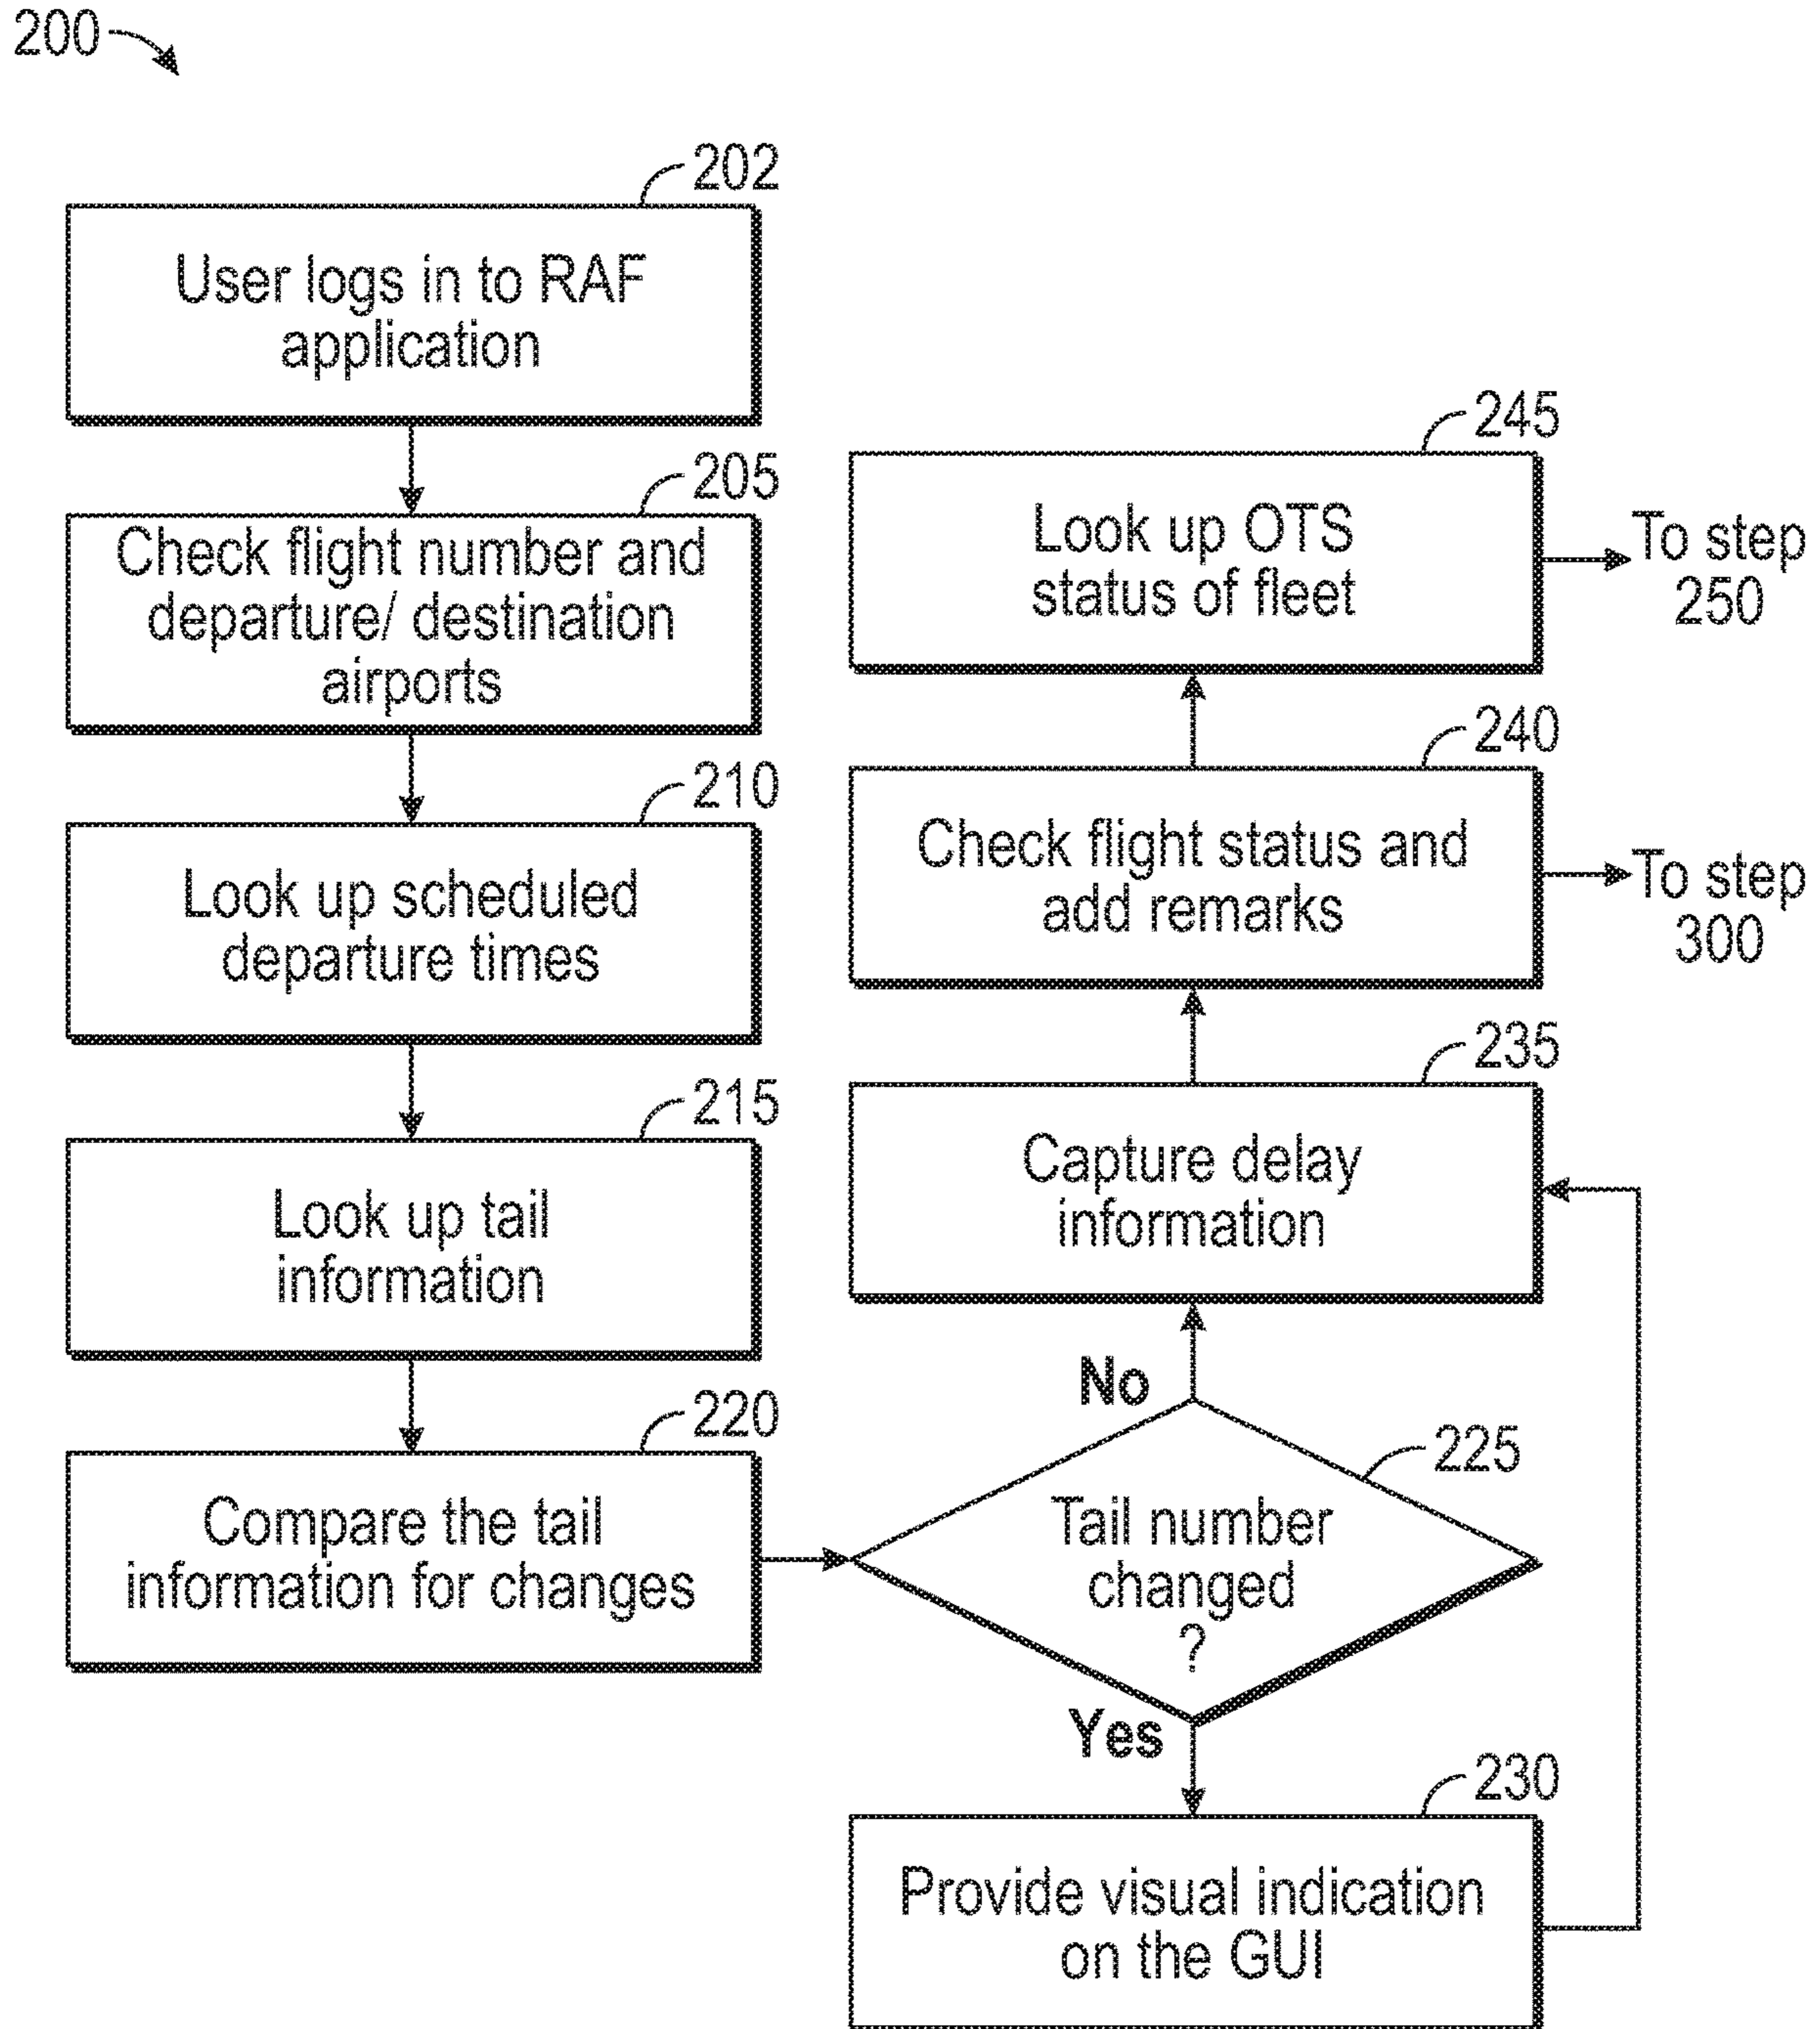 200
202
User logs in to RAF
application
205
Check flight number and
departure/ destination
airports
210
Look up scheduled
departure times
215
Look up tail
information
220
Compare the tail
information for changes
225
Tail number
changed
?
No
Yes
230
Provide visual indication
on the GUI
235
Capture delay
information
240
Check flight status and
add remarks
To step
300
245
Look up OTS
status of fleet
To step
250